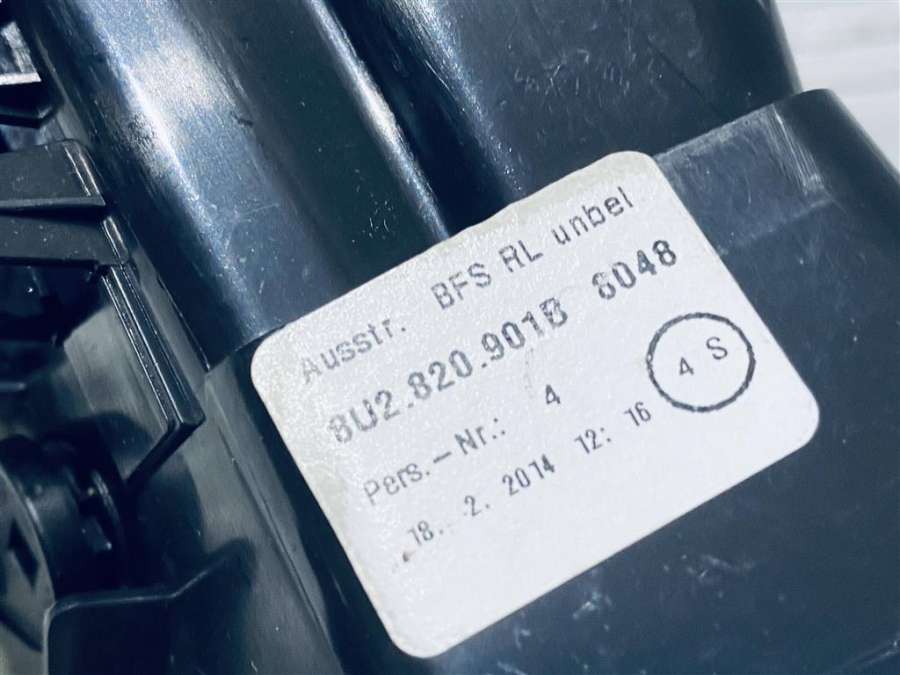 Ausstr. BFS RL unbel
8U2.820.901B 6048
Pers.-Nr.: 4
4 S
18. 2. 2014 12:16